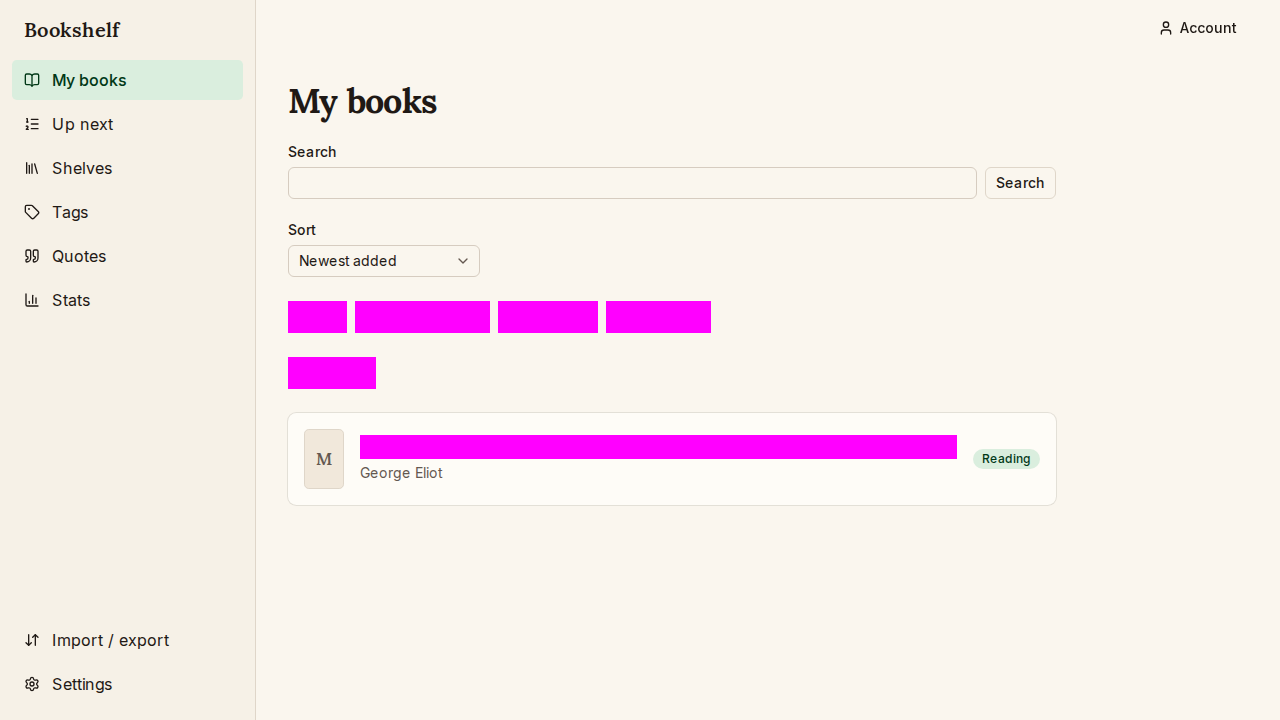 Bookshelf
My books
Up next
Shelves
Tags
Quotes
Stats
Import / export
Settings
Account
My books
Search
Search
Sort
Newest added
M
George Eliot
Reading